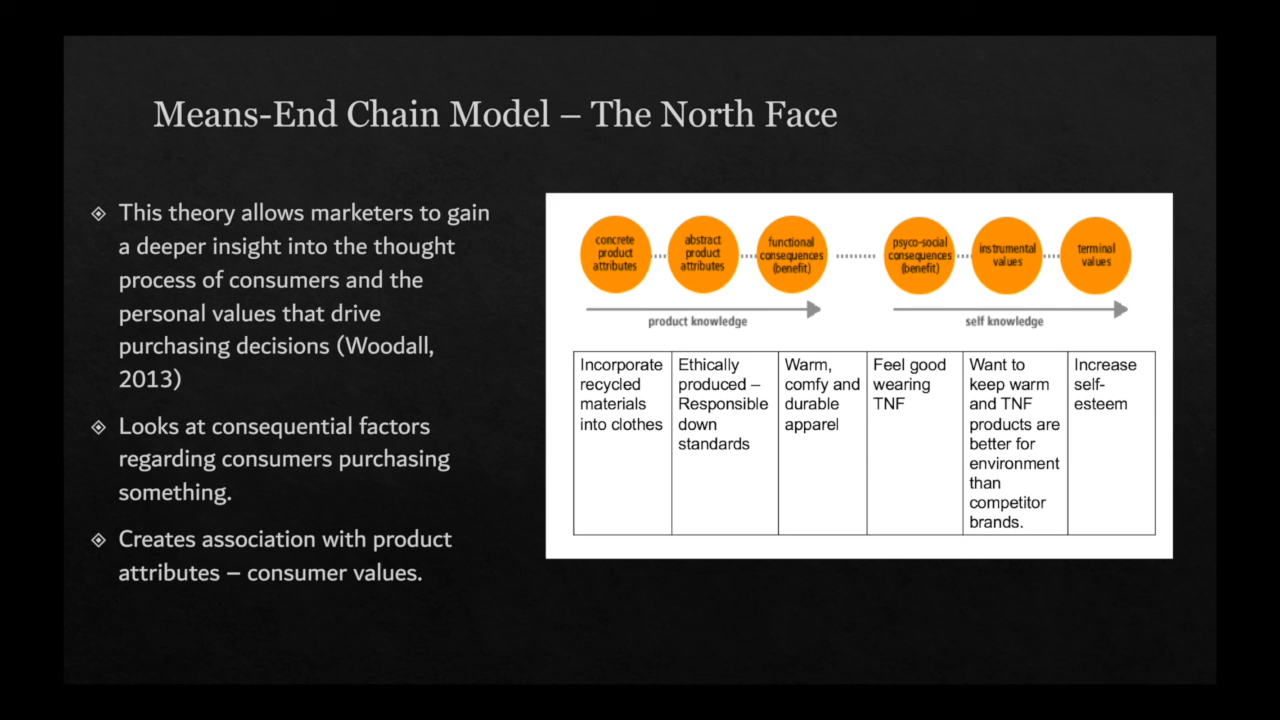 Means-End Chain Model – The North Face
This theory allows marketers to gain
a deeper insight into the thought
process of consumers and the
personal values that drive
purchasing decisions (Woodall,
2013)
Looks at consequential factors
regarding consumers purchasing
something.
Creates association with product
attributes – consumer values.
concrete
product
attributes
abstract
product
attributes
functional
consequences
(benefit)
psyco-social
consequences
(benefit)
instrumental
values
terminal
values
product knowledge
self knowledge
Incorporate
recycled
materials
into clothes
Ethically
produced –
Responsible
down
standards
Warm,
comfy and
durable
apparel
Feel good
wearing
TNF
Want to
keep warm
and TNF
products are
better for
environment
than
competitor
brands.
Increase
self-
esteem